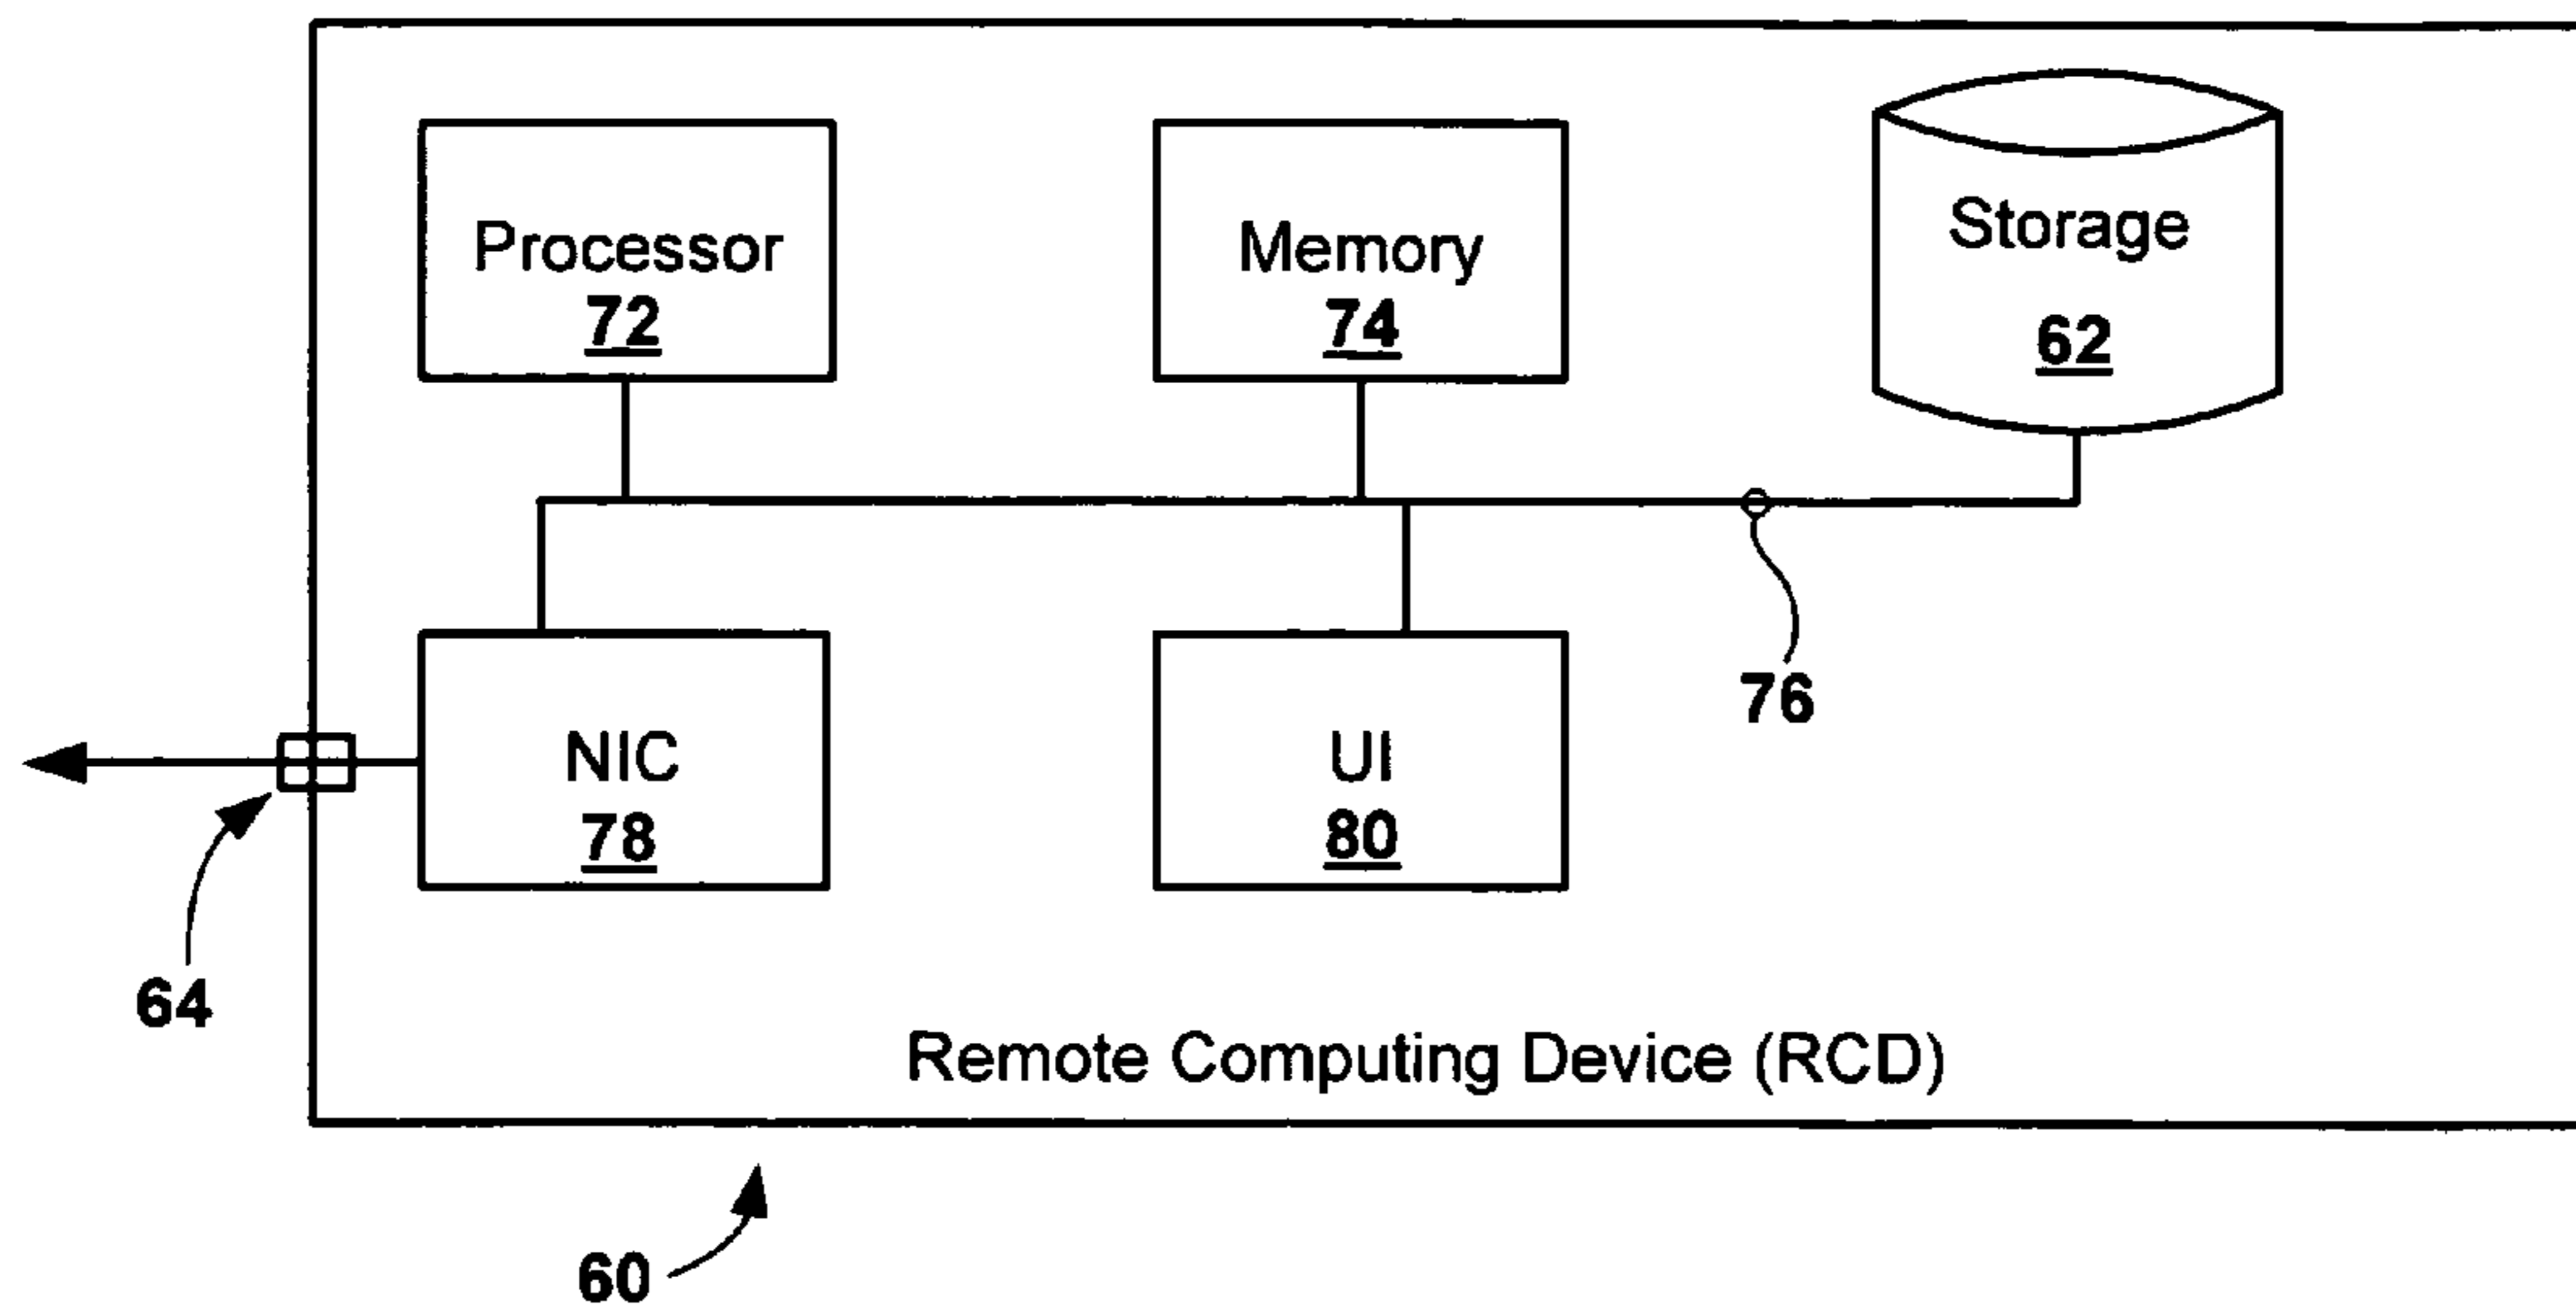 Processor
72
Memory
74
Storage
62
76
NIC
78
UI
80
64
Remote Computing Device (RCD)
60